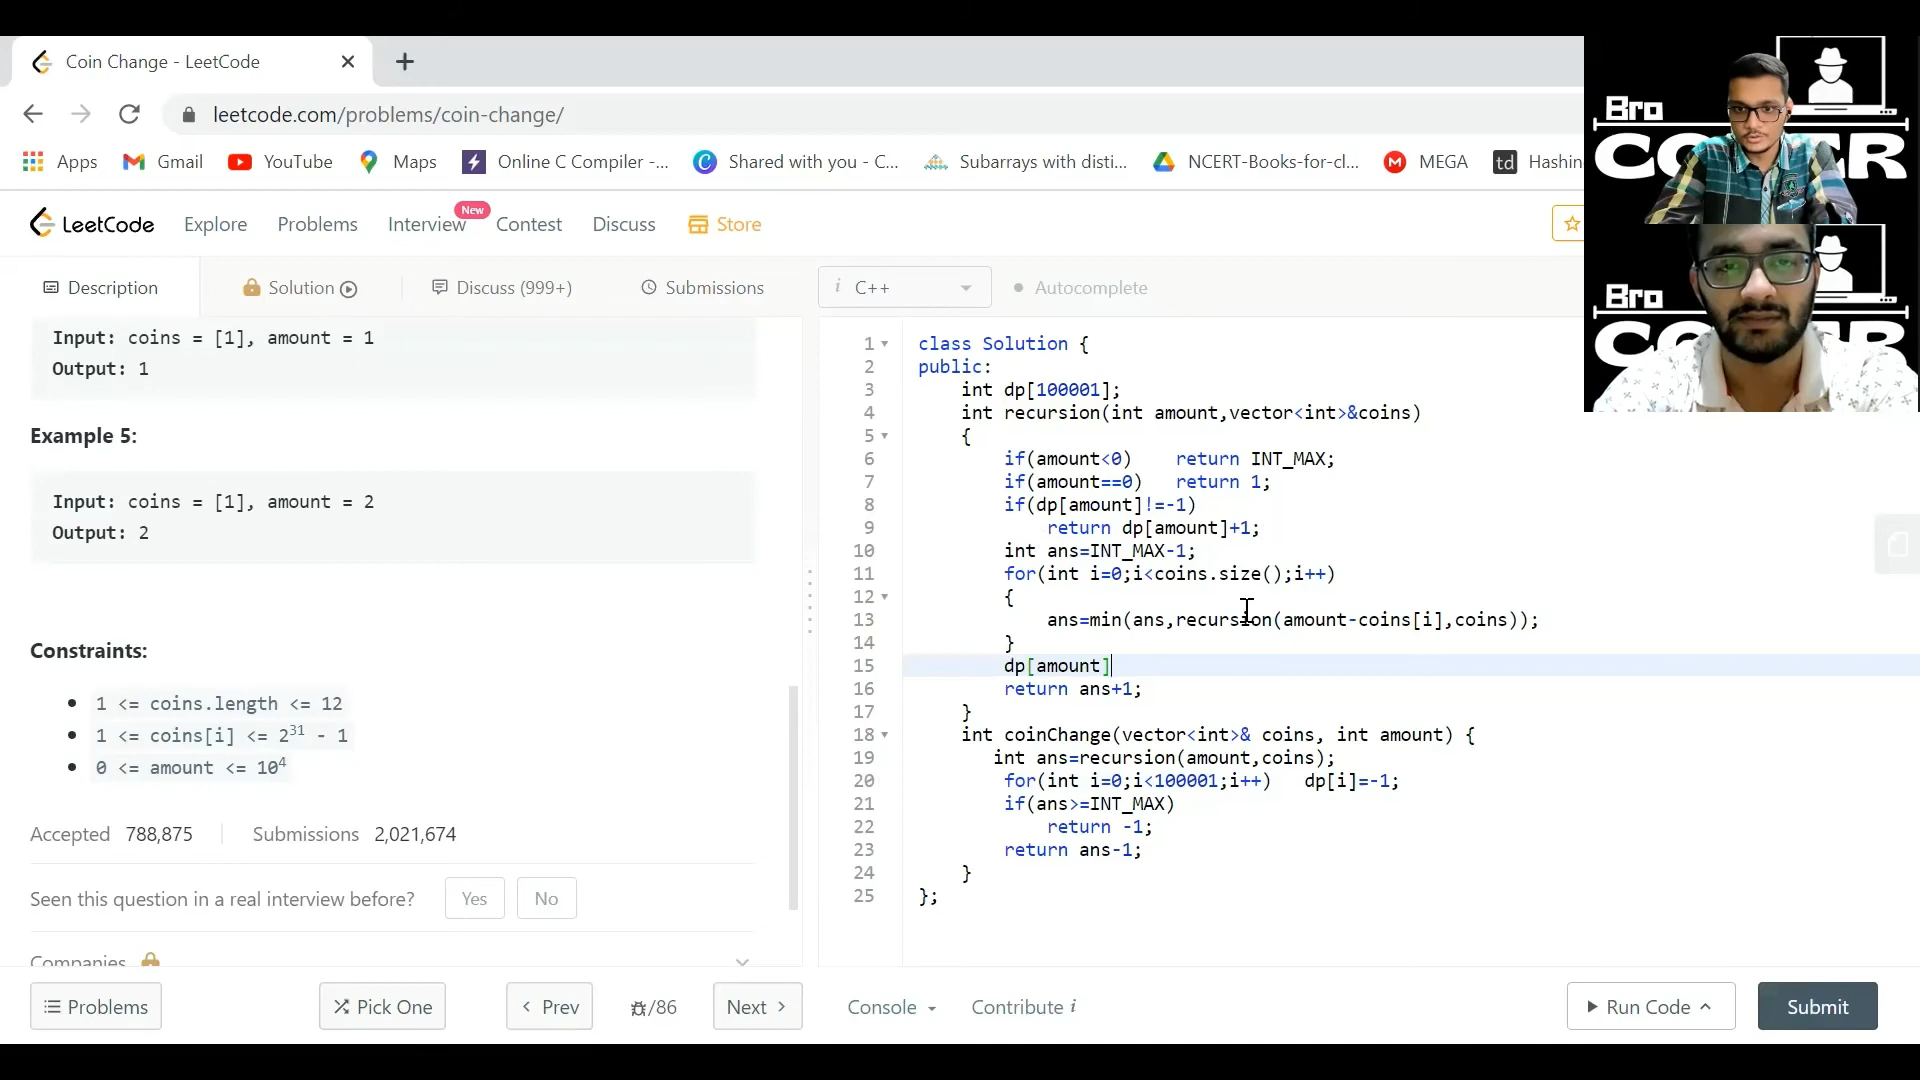 Coin Change - LeetCode
leetcode.com/problems/coin-change/
Apps Gmail YouTube Maps Online C Compiler -... Shared with you - C... Subarrays with disti... NCERT-Books-for-cl... MEGA td Hashin
LeetCode Explore Problems Interview New Contest Discuss Store
Description Solution Discuss (999+) Submissions i C++ Autocomplete
Input: coins = [1], amount = 1
Output: 1
Example 5:
Input: coins = [1], amount = 2
Output: 2
Constraints:
1 <= coins.length <= 12
1 <= coins[i] <= 2^31 - 1
0 <= amount <= 10^4
Accepted 788,875 Submissions 2,021,674
Seen this question in a real interview before? Yes No
Companies
1 class Solution {
2 public:
3 int dp[100001];
4 int recursion(int amount,vector<int>&coins)
5 {
6 if(amount<0) return INT_MAX;
7 if(amount==0) return 1;
8 if(dp[amount]!=-1)
9 return dp[amount]+1;
10 int ans=INT_MAX-1;
11 for(int i=0;i<coins.size();i++)
12 {
13 ans=min(ans,recursion(amount-coins[i],coins));
14 }
15 dp[amount]
16 return ans+1;
17 }
18 int coinChange(vector<int>& coins, int amount) {
19 int ans=recursion(amount,coins);
20 for(int i=0;i<100001;i++) dp[i]=-1;
21 if(ans>=INT_MAX)
22 return -1;
23 return ans-1;
24 }
25 };
Problems Pick One Prev /86 Next Console Contribute i Run Code Submit
Bro
Bro